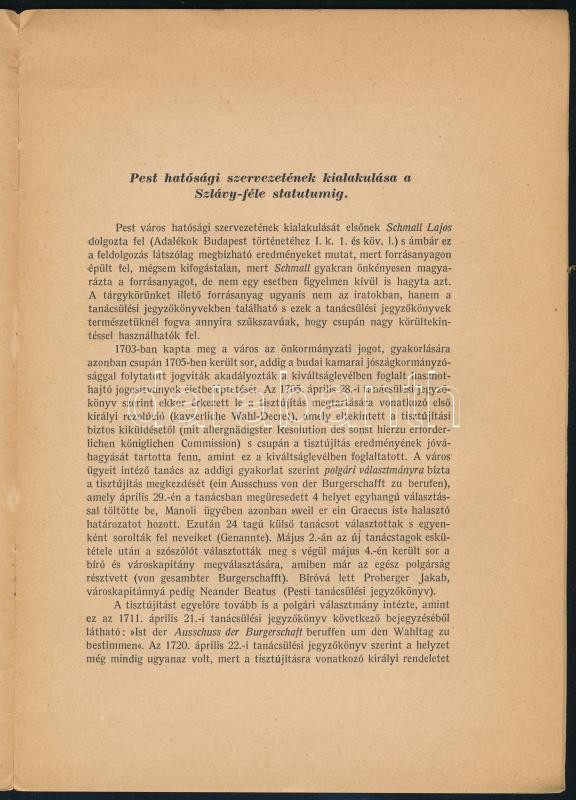 Pest hatósági szervezetének kialakulása a
Szlávy-féle statutumig.
Pest város hatósági szervezetének kialakulását elsőnek Schmall Lajos
dolgozta fel (Adalékok Budapest történetéhez I. k. 1. és köv. l.) s ámbár ez
a feldolgozás látszólag megbízható eredményeket mutat, mert forrásanyagon
épült fel, mégsem kifogástalan, mert Schmall gyakran önkényesen magya-
rázta a forrásanyagot, de nem egy esetben figyelmen kívül is hagyta azt.
A tárgykörünket illető forrásanyag ugyanis nem az iratokban, hanem a
tanácsülési jegyzőkönyvekben található s ezek a tanácsülési jegyzőkönyvek
természetüknél fogva annyira szűkszavúak, hogy csupán nagy körültekin-
téssel használhatók fel.
1703-ban kapta meg a város az önkormányzati jogot, gyakorlására
azonban csupán 1705-ben került sor, addig a budai kamarai jószágkormányzó-
sággal folytatott jogviták akadályozták a kiváltságlevélben foglalt idesmot-
hajtó jogosítványok életbeléptetését. Az 1705. április 28.-i tanácsülési jegyző-
könyv szerint ekkor érkezett le a tisztújítás megtartására vonatkozó első
királyi rezolució (kayserliche Wahl-Decret), amely eltekintett a tisztújítási
biztos kiküldésétől (mit allergnädigster Resolution des sonst hierzu erforder-
lichen königlichen Commission) s csupán a tisztújítás eredményének jóvá-
hagyását tartotta fenn, amint ez a kiváltságlevélben foglaltatott. A város
ügyeit intéző tanács az addigi gyakorlat szerint polgári választmányra bízta
a tisztújítás megkezdését (ein Ausschuss von der Burgerschafft zu berufen),
amely április 29.-én a tanácsban megüresedett 4 helyet egyhangú választás-
sal töltötte be, Manoli ügyében azonban »weil er ein Graecus ist« halasztó
határozatot hozott. Ezután 24 tagú külső tanácsot választottak s egyen-
ként sorolták fel neveiket (Genannte). Május 2.-án az új tanácstagok eskü-
tétele után a szószólót választották meg s végül május 4.-én került sor a
bíró és városkapitány megválasztására, amiben már az egész polgárság
résztvett (von gesambter Burgerschafft). Bíróvá lett Proberger Jakab,
városkapitánnyá pedig Neander Beatus (Pesti tanácsülési jegyzőkönyv).
A tisztújítást egyelőre tovább is a polgári választmány intézte, amint
ez az 1711. április 21.-i tanácsülési jegyzőkönyv következő bejegyzéséből
látható: »Ist der Ausschuss der Burgerschaft beruffen um den Wahltag zu
bestimmen«. Az 1720. április 22.-i tanácsülési jegyzőkönyv szerint a helyzet
még mindig ugyanaz volt, mert a tisztújításra vonatkozó királyi rendeletet
darabanth